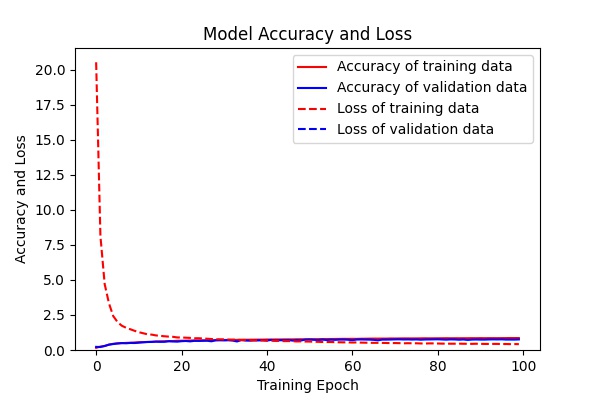 Model Accuracy and Loss
Accuracy of training data
Accuracy of validation data
Loss of training data
Loss of validation data
Accuracy and Loss
20.0
17.5
15.0
12.5
10.0
7.5
5.0
2.5
0.0
0 20 40 60 80 100
Training Epoch